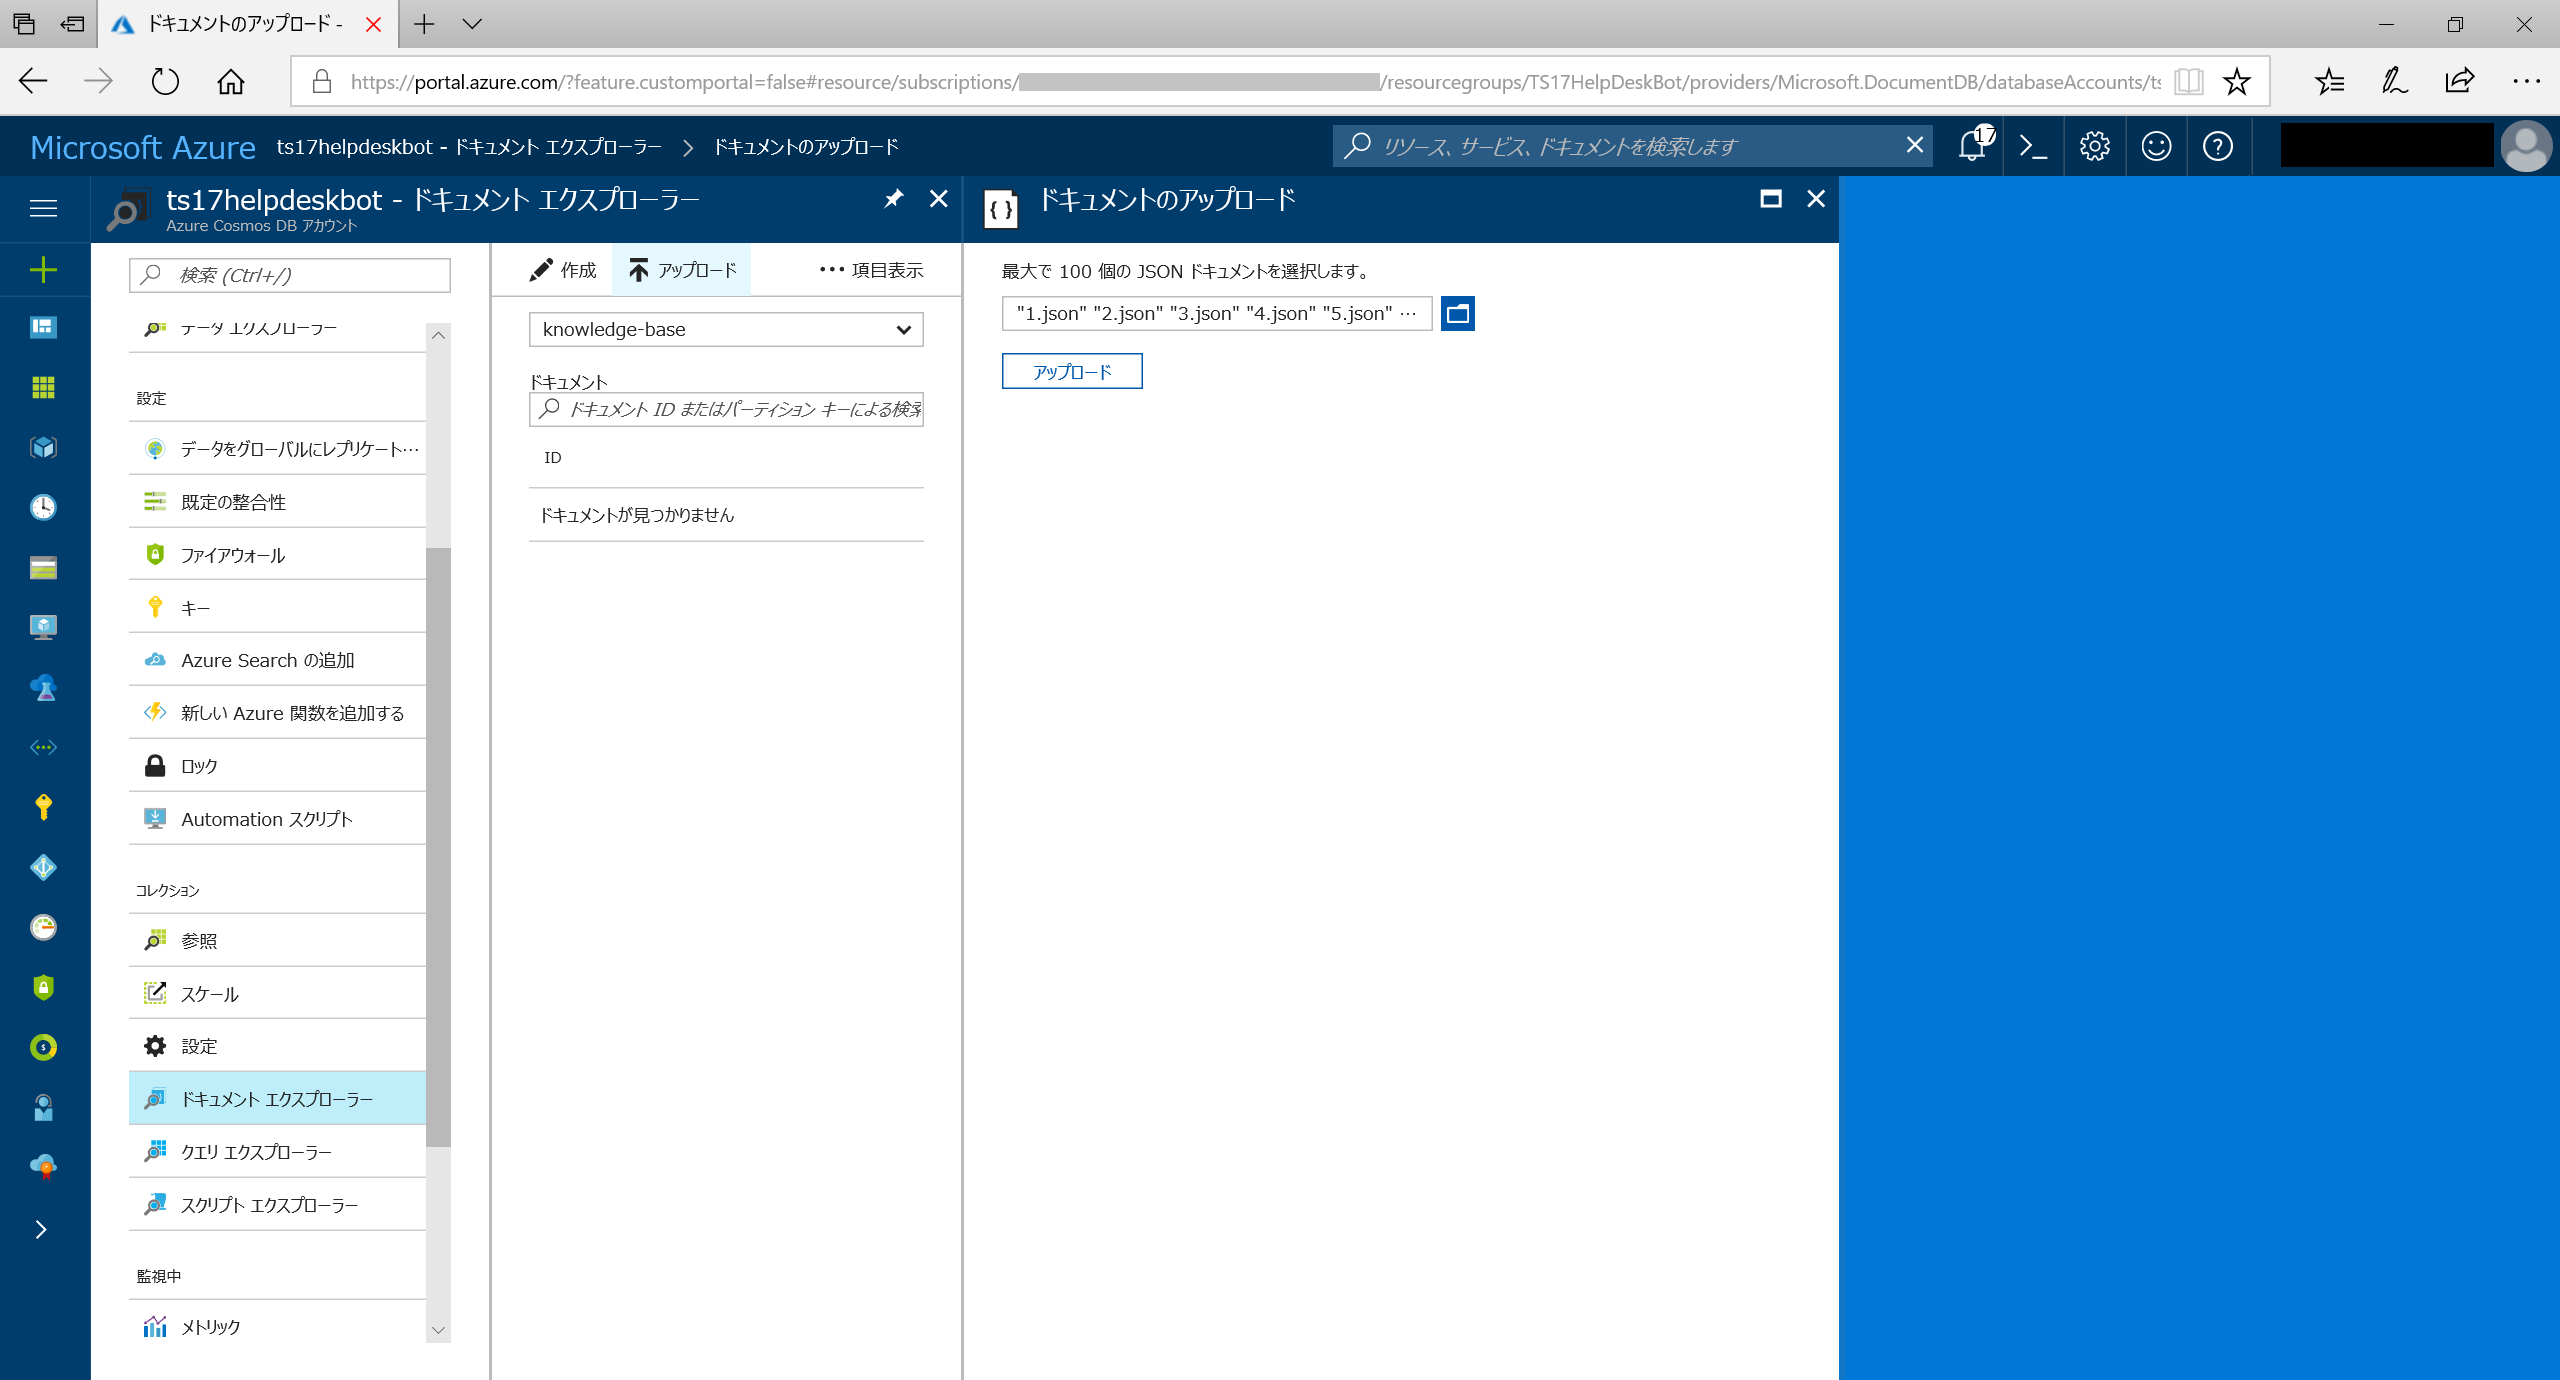 ドキュメントのアップロード -
https://portal.azure.com/?feature.customportal=false#resource/subscriptions/
/resourcegroups/TS17HelpDeskBot/providers/Microsoft.DocumentDB/databaseAccounts/ts
Microsoft Azure ts17helpdeskbot - ドキュメント エクスプローラー > ドキュメントのアップロード
リソース、サービス、ドキュメントを検索します
17
ts17helpdeskbot - ドキュメント エクスプローラー
Azure Cosmos DB アカウント
検索 (Ctrl+/)
データ エクスプローラー
設定
データをグローバルにレプリケート…
既定の整合性
ファイアウォール
キー
Azure Search の追加
新しい Azure 関数を追加する
ロック
Automation スクリプト
コレクション
参照
スケール
設定
ドキュメント エクスプローラー
クエリ エクスプローラー
スクリプト エクスプローラー
監視中
メトリック
作成
アップロード
… 項目表示
knowledge-base
ドキュメント
ドキュメント ID またはパーティション キーによる検索
ID
ドキュメントが見つかりません
ドキュメントのアップロード
最大で 100 個の JSON ドキュメントを選択します。
"1.json" "2.json" "3.json" "4.json" "5.json" …
アップロード